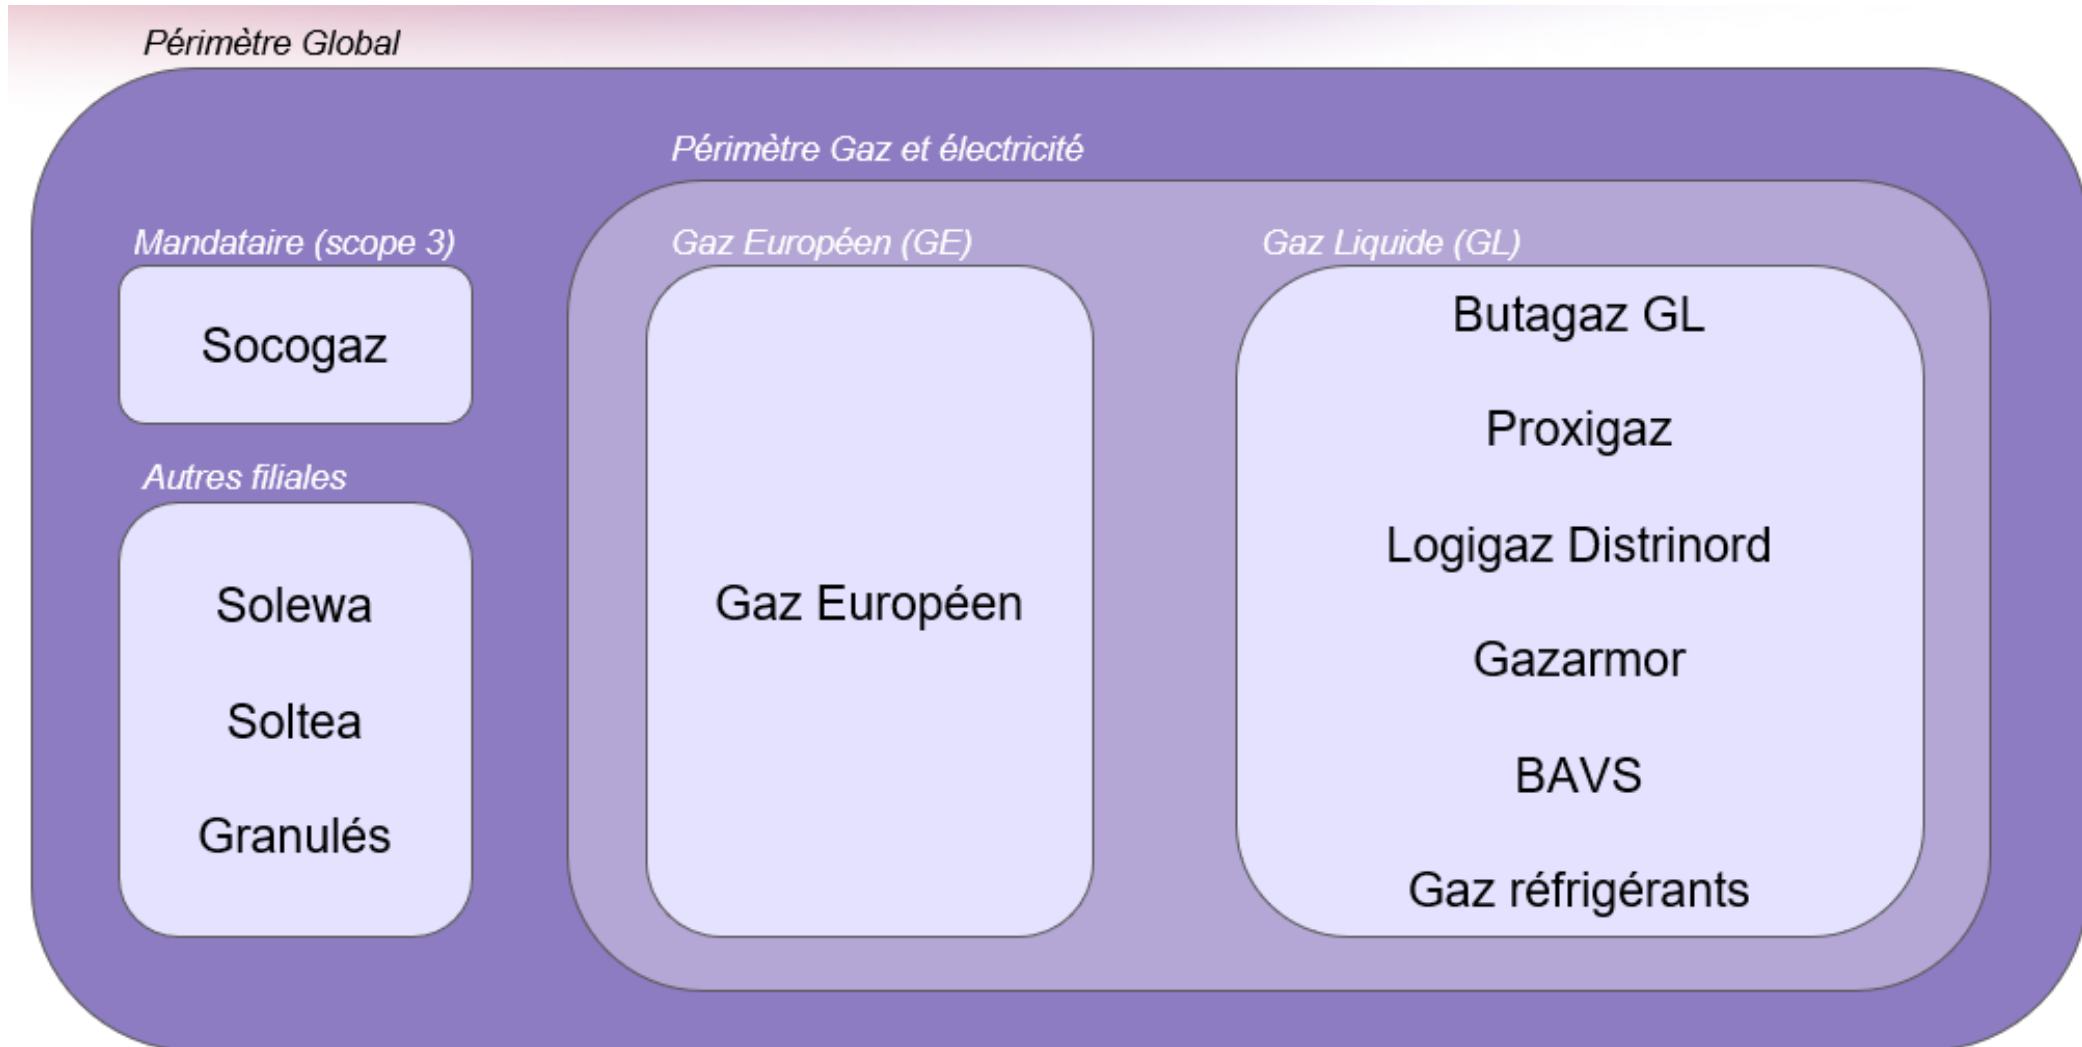 Périmètre Global
Périmètre Gaz et électricité
Mandataire (scope 3)
Socogaz
Autres filiales
Solewa
Soltea
Granulés
Gaz Européen (GE)
Gaz Européen
Gaz Liquide (GL)
Butagaz GL
Proxigaz
Logigaz Distrinord
Gazarmor
BAVS
Gaz réfrigérants